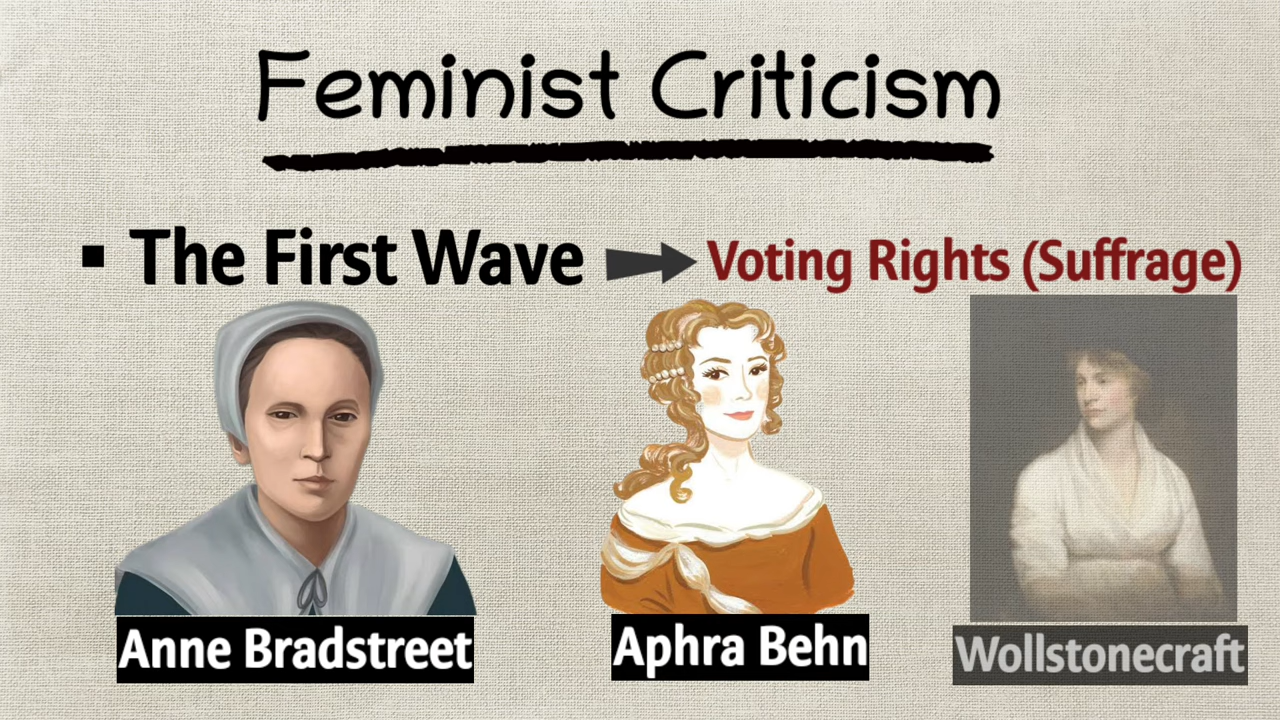 Feminist Criticism
▪ The First Wave Voting Rights (Suffrage)
Anne Bradstreet
Aphra Behn
Wollstonecraft